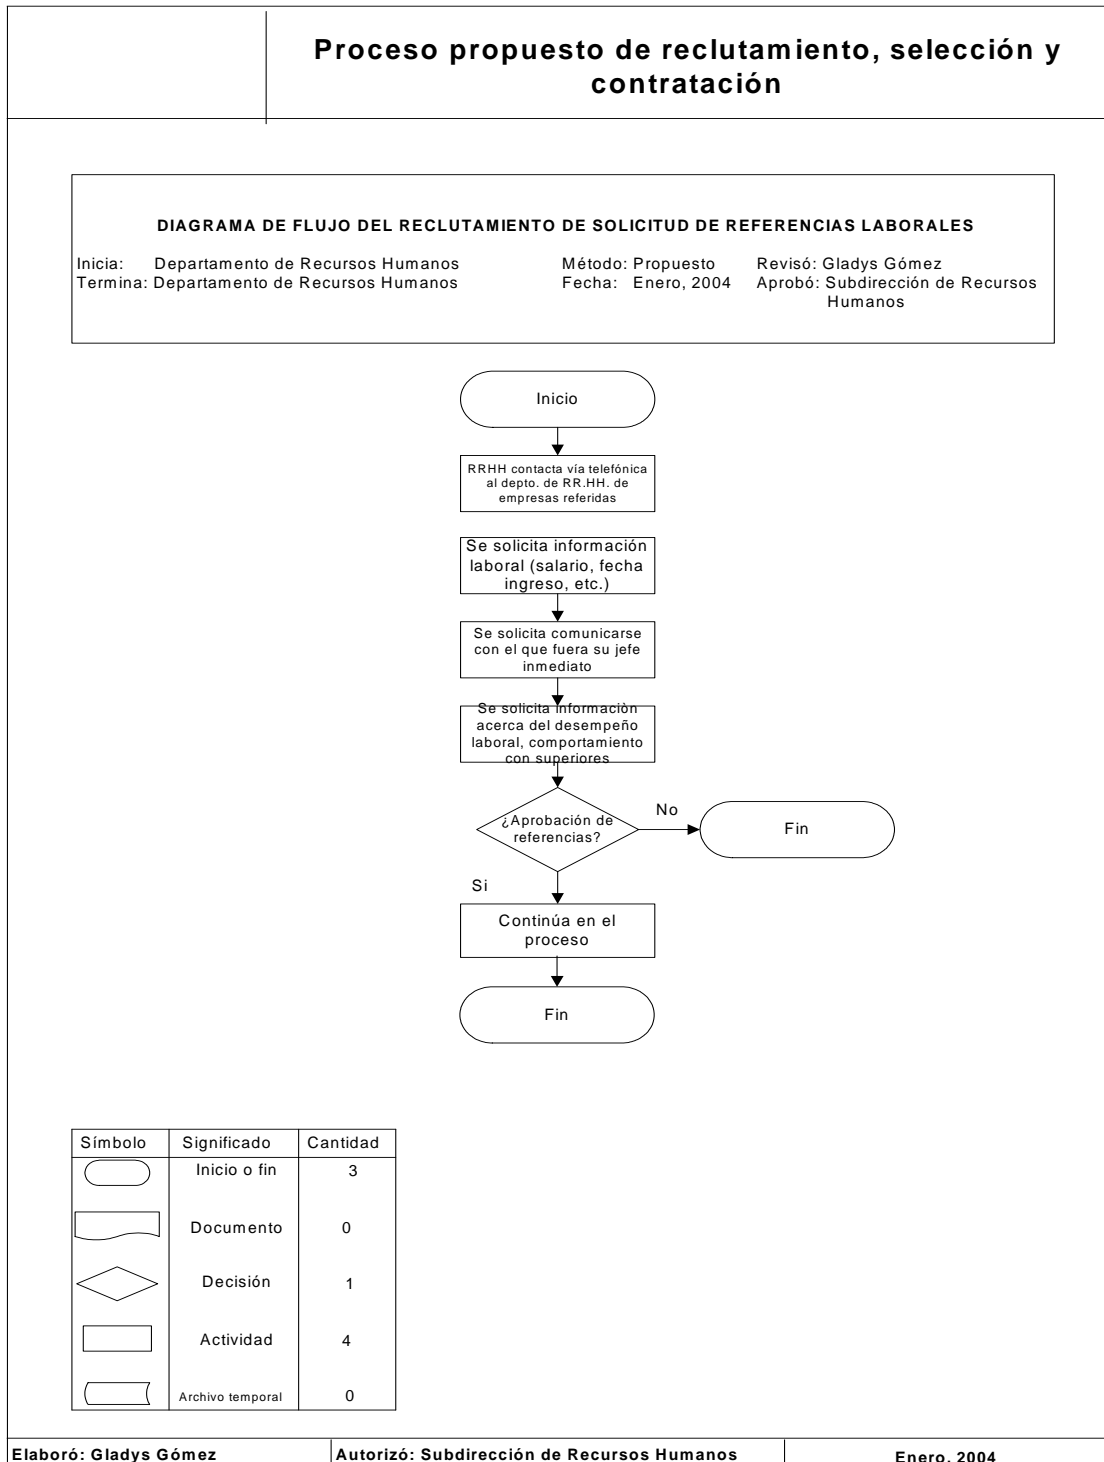 Proceso propuesto de reclutamiento, selección y
contratación
DIAGRAMA DE FLUJO DEL RECLUTAMIENTO DE SOLICITUD DE REFERENCIAS LABORALES
Inicia: Departamento de Recursos Humanos Método: Propuesto Revisó: Gladys Gómez
Termina: Departamento de Recursos Humanos Fecha: Enero, 2004 Aprobó: Subdirección de Recursos
Humanos
Inicio
RRHH contacta vía telefónica
al depto. de RR.HH. de
empresas referidas
Se solicita información
laboral (salario, fecha
ingreso, etc.)
Se solicita comunicarse
con el que fuera su jefe
inmediato
Se solicita informaciòn
acerca del desempeño
laboral, comportamiento
con superiores
¿Aprobación de
referencias?
No
Fin
Si
Continúa en el
proceso
Fin
Símbolo Significado Cantidad
Inicio o fin 3
Documento 0
Decisión 1
Actividad 4
Archivo temporal 0
Elaboró: Gladys Gómez Autorizó: Subdirección de Recursos Humanos Enero, 2004